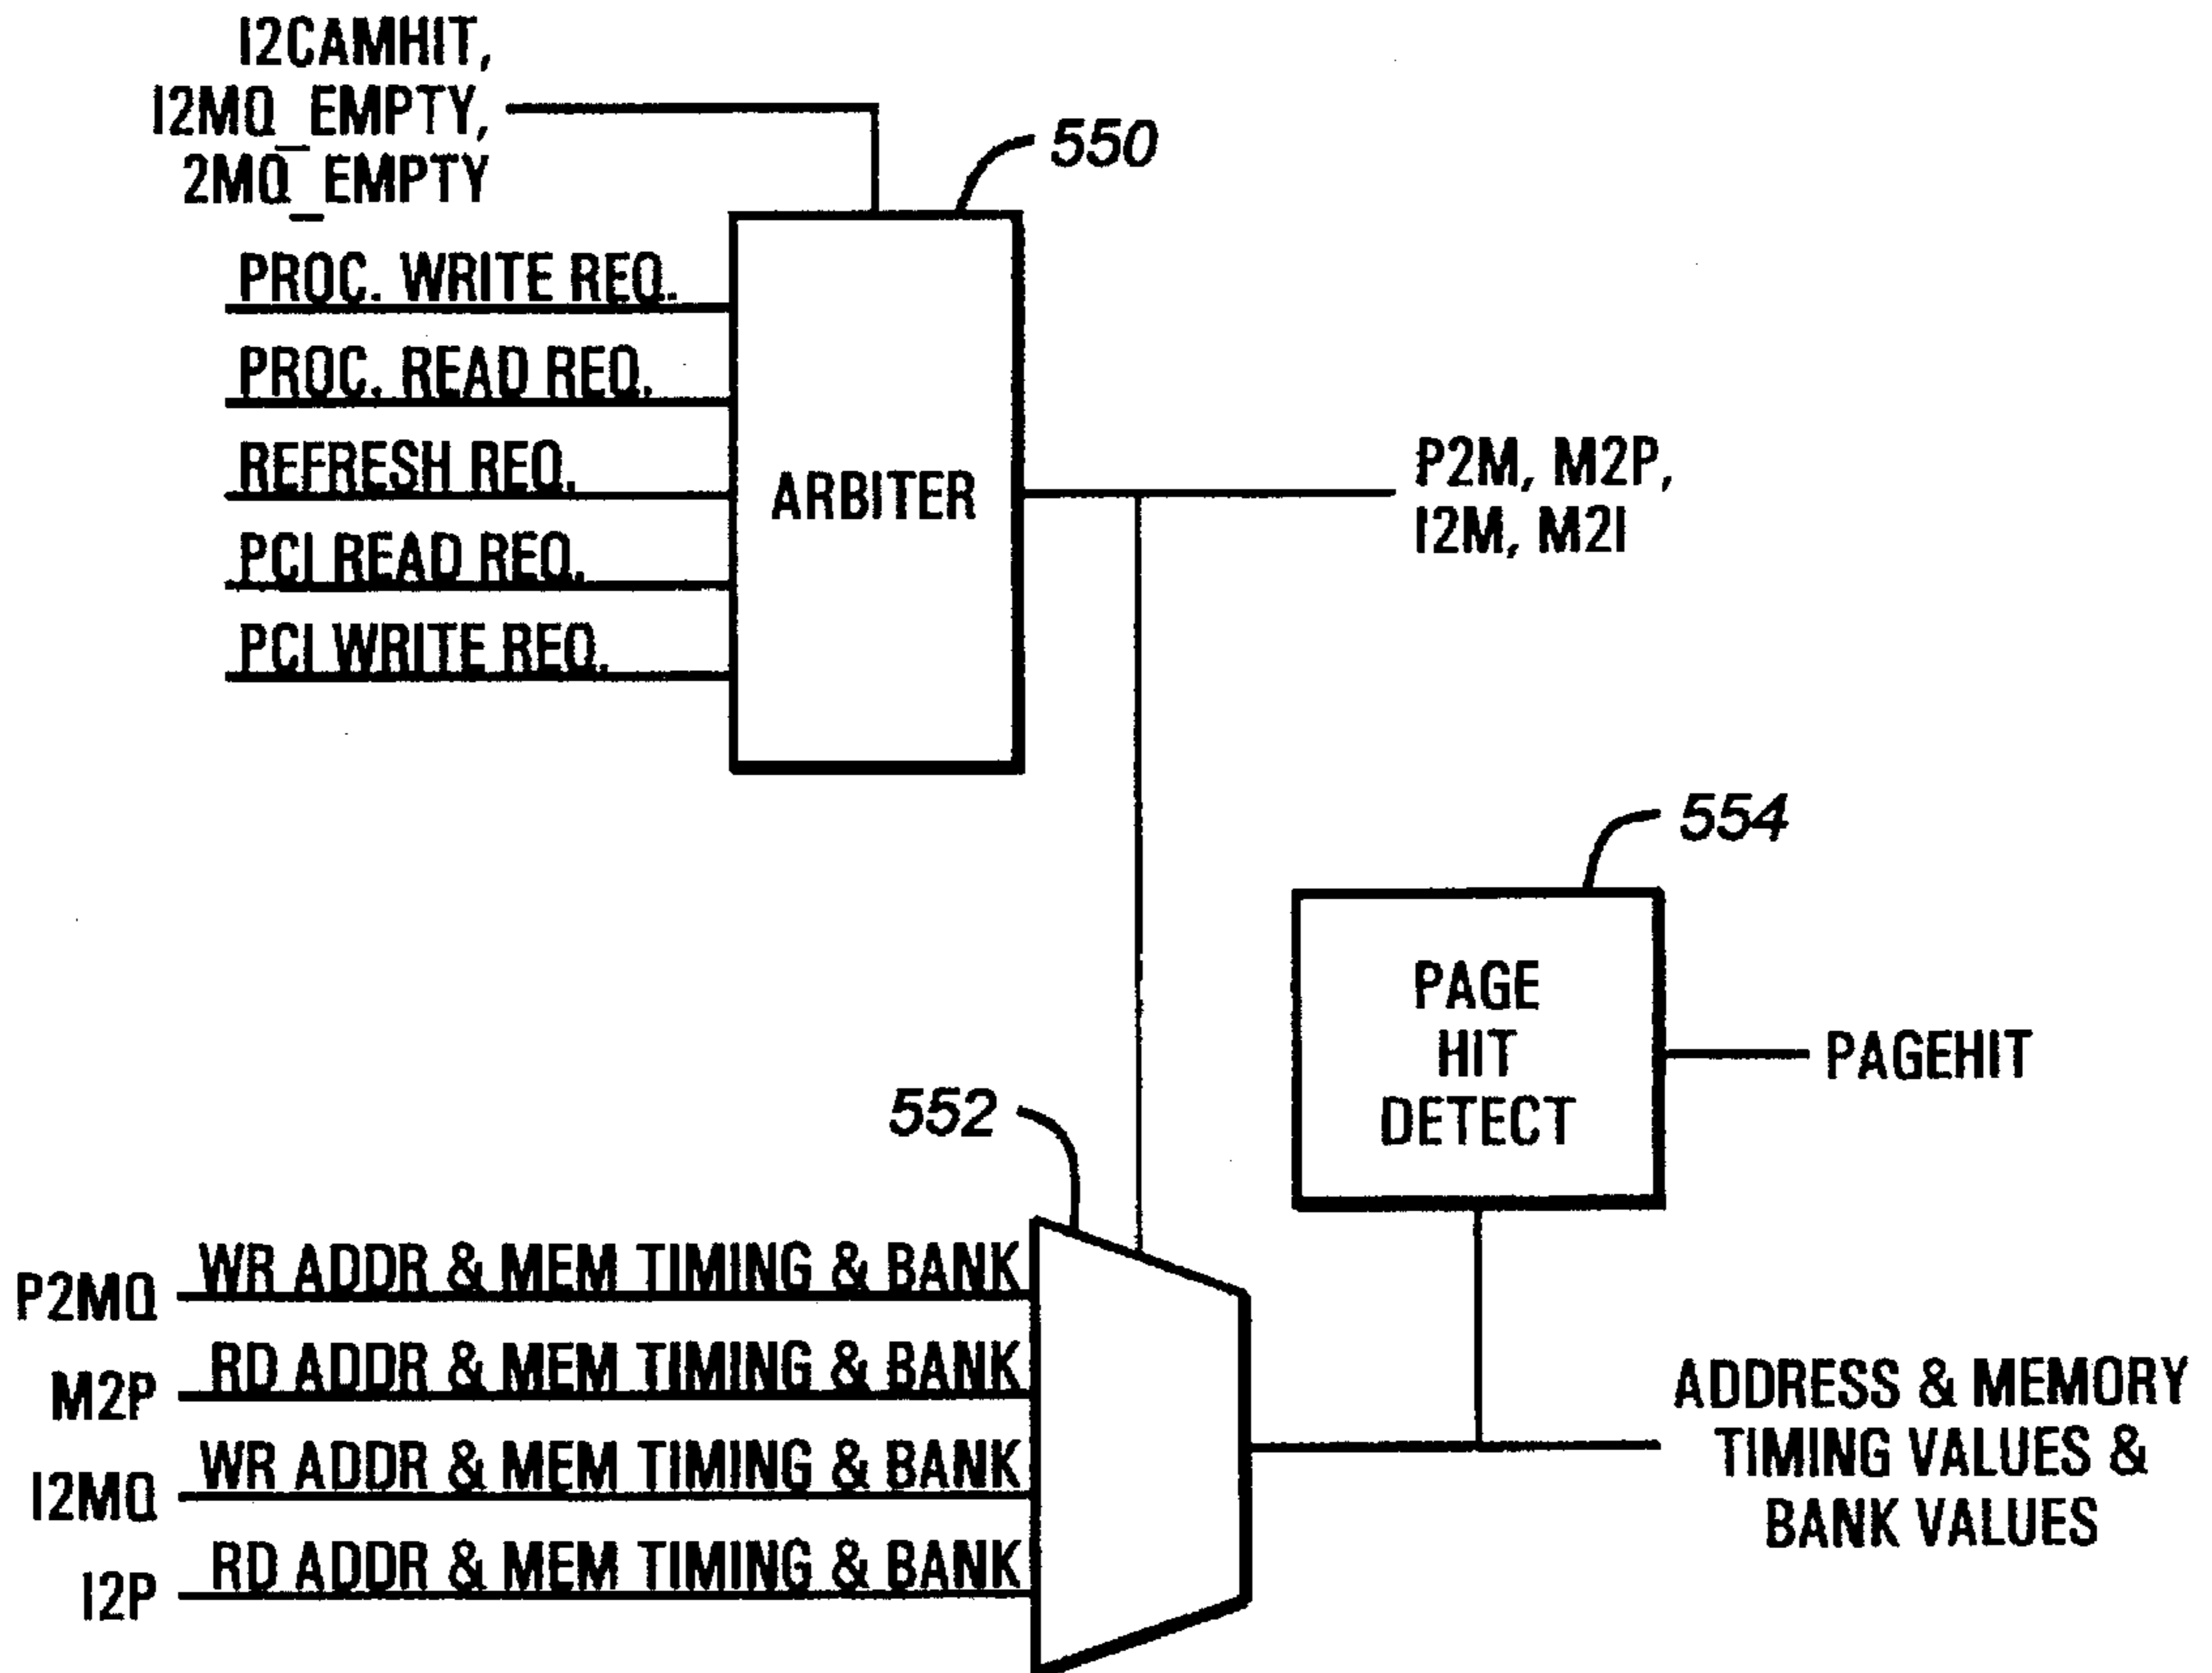 I2CAMHIT,
I2MQ_EMPTY,
2MQ_EMPTY
550
PROC. WRITE REQ.
PROC. READ REQ.
REFRESH REQ.
PCI READ REQ.
PCI WRITE REQ.
ARBITER
P2M, M2P,
I2M, M2I
554
PAGE
HIT
DETECT
PAGEHIT
552
P2MQ WR ADDR & MEM TIMING & BANK
M2P RD ADDR & MEM TIMING & BANK
I2MQ WR ADDR & MEM TIMING & BANK
I2P RD ADDR & MEM TIMING & BANK
ADDRESS & MEMORY
TIMING VALUES &
BANK VALUES